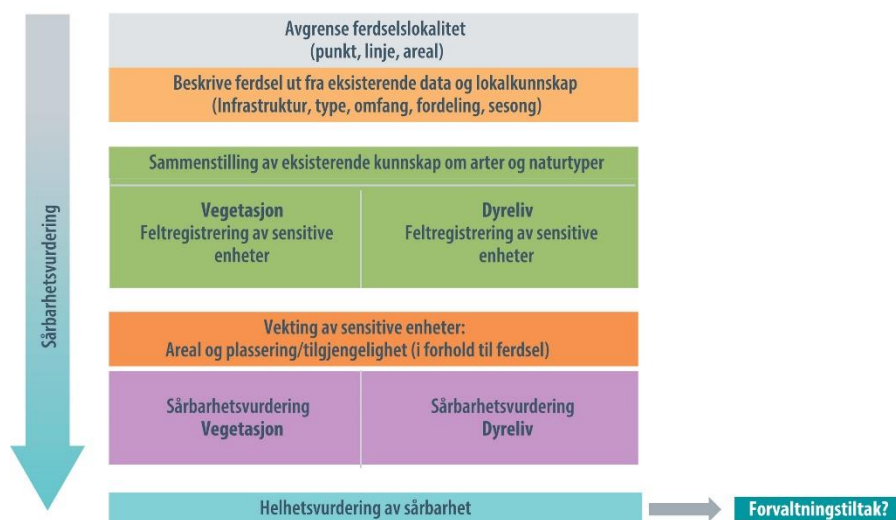 Sårbarhetsvurdering
Avgrense ferdselslokalitet
(punkt, linje, areal)
Beskrive ferdsel ut fra eksisterende data og lokalkunnskap
(Infrastruktur, type, omfang, fordeling, sesong)
Sammenstilling av eksisterende kunnskap om arter og naturtyper
Vegetasjon
Feltregistrering av sensitive
enheter
Dyreliv
Feltregistrering av sensitive
enheter
Vekting av sensitive enheter:
Areal og plassering/tilgjengelighet (i forhold til ferdsel)
Sårbarhetsvurdering
Vegetasjon
Sårbarhetsvurdering
Dyreliv
Helhetsvurdering av sårbarhet
Forvaltningstiltak?